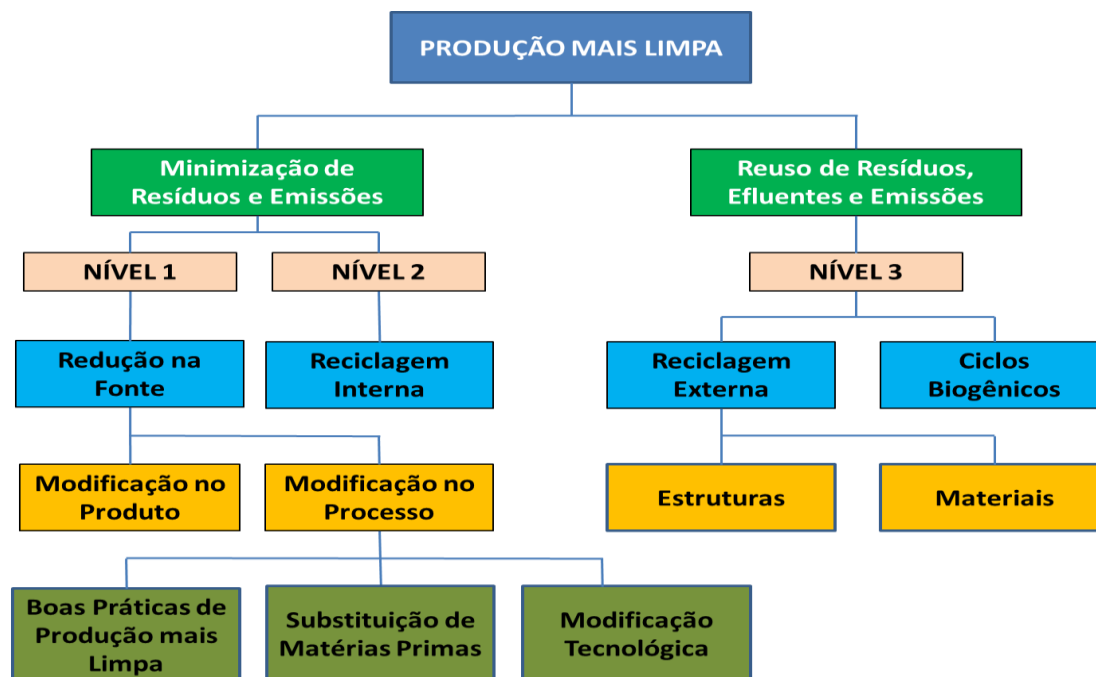 PRODUÇÃO MAIS LIMPA
Minimização de
Resíduos e Emissões
Reuso de Resíduos,
Efluentes e Emissões
NÍVEL 1
NÍVEL 2
NÍVEL 3
Redução na
Fonte
Reciclagem
Interna
Reciclagem
Externa
Ciclos
Biogênicos
Modificação no
Produto
Modificação no
Processo
Estruturas
Materiais
Boas Práticas de
Produção mais
Limpa
Substituição de
Matérias Primas
Modificação
Tecnológica